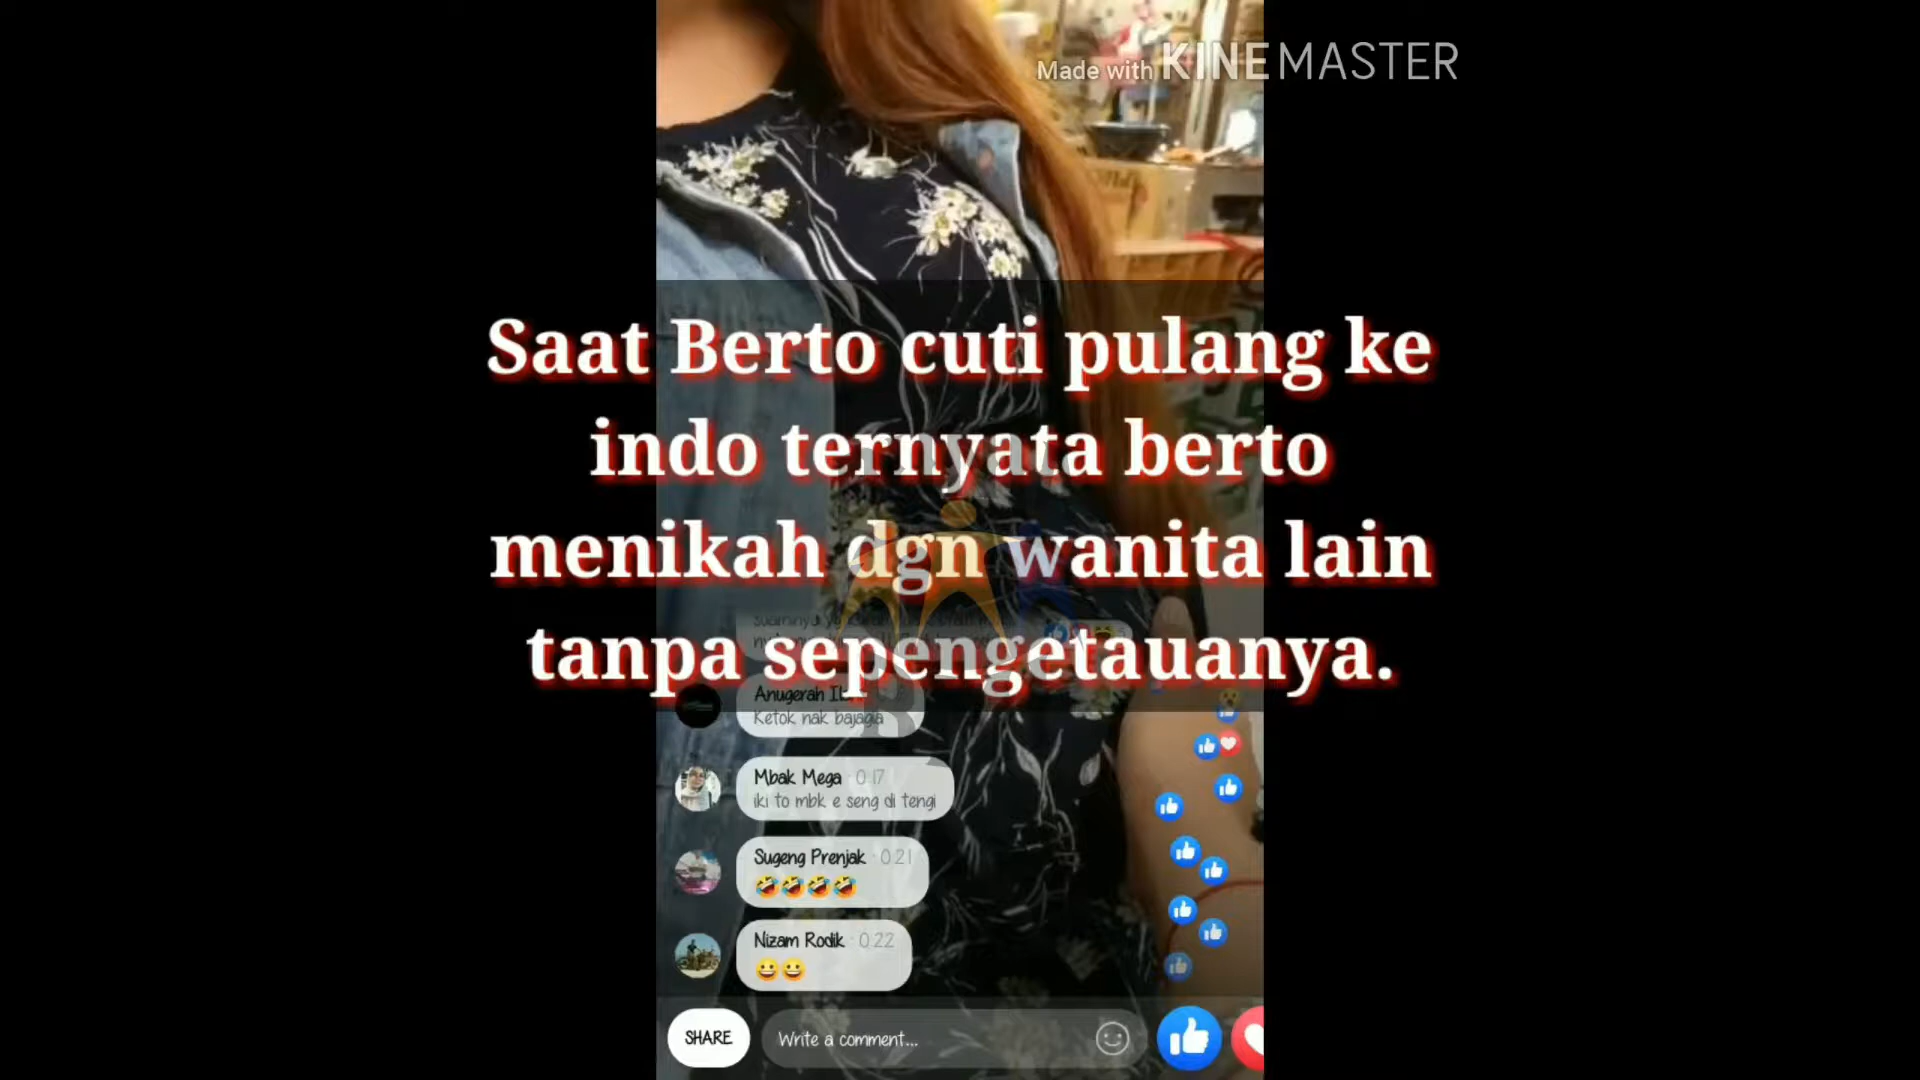 Made with KINEMASTER
Saat Berto cuti pulang ke
indo ternyata berto
menikah dgn wanita lain
tanpa sepengetauanya.
Anugerah
Ketok nak bajagia
Mbak Mega · 0:17
iki to mbk e seng di tengi
Sugeng Prenjak · 0:21
🤣🤣🤣🤣
Nizam Rodik · 0:22
😀😀
SHARE
Write a comment...